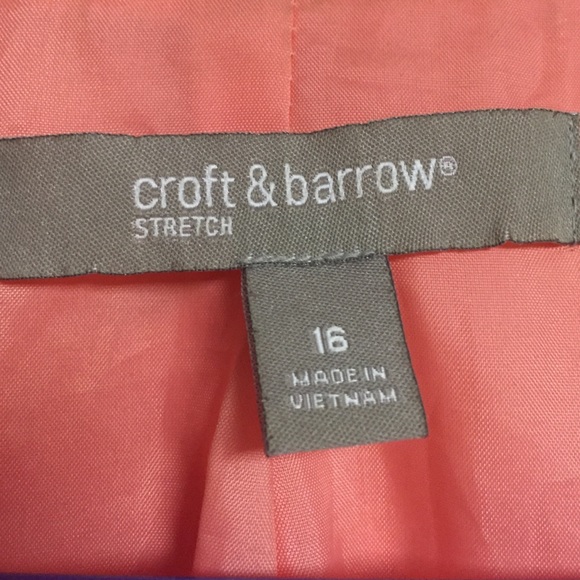 croft & barrow®
STRETCH
16
MADE IN
VIETNAM